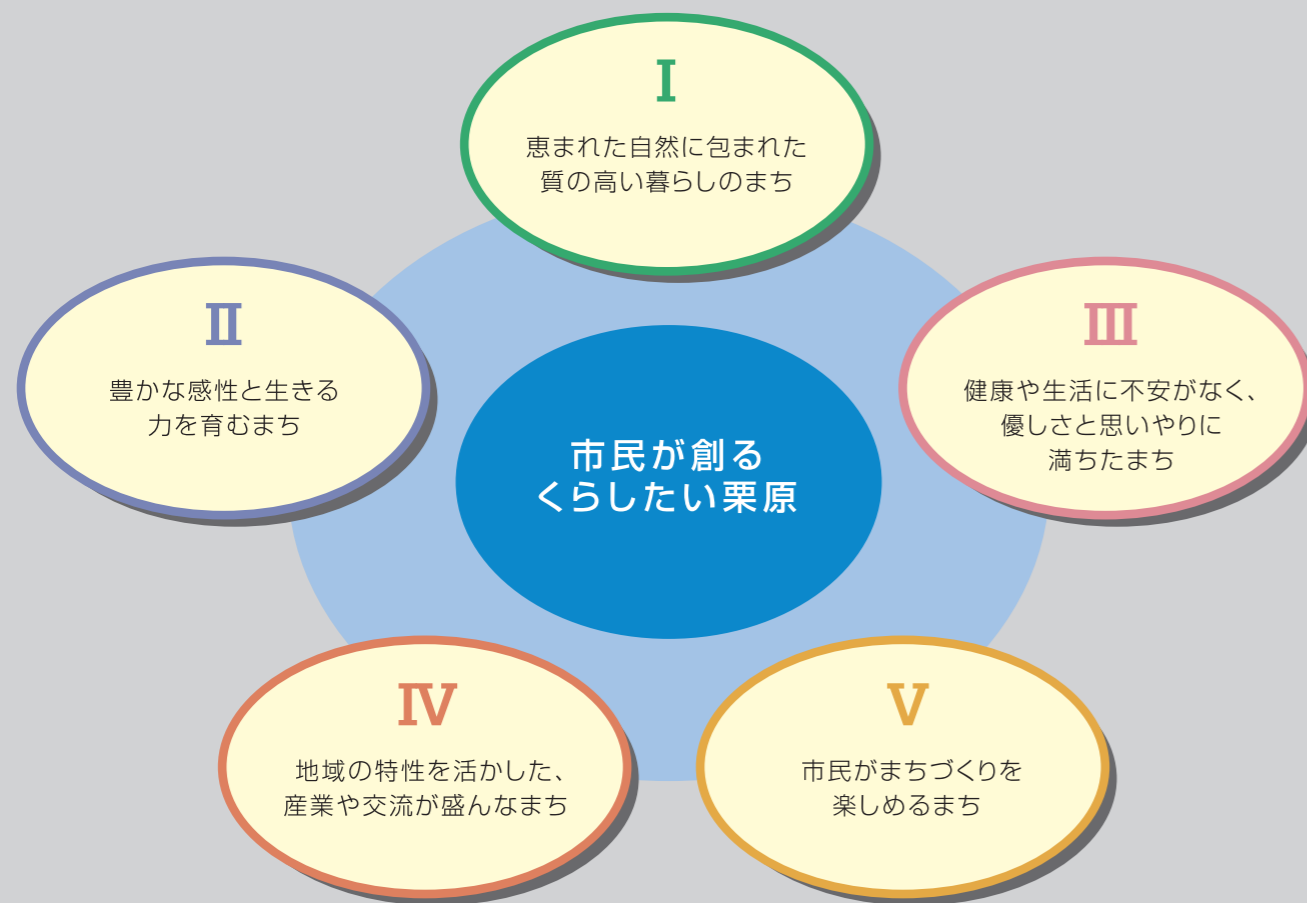 I
恵まれた自然に包まれた
質の高い暮らしのまち
II
豊かな感性と生きる
力を育むまち
III
健康や生活に不安がなく、
優しさと思いやりに
満ちたまち
市民が創る
くらしたい栗原
IV
地域の特性を活かした、
産業や交流が盛んなまち
V
市民がまちづくりを
楽しめるまち